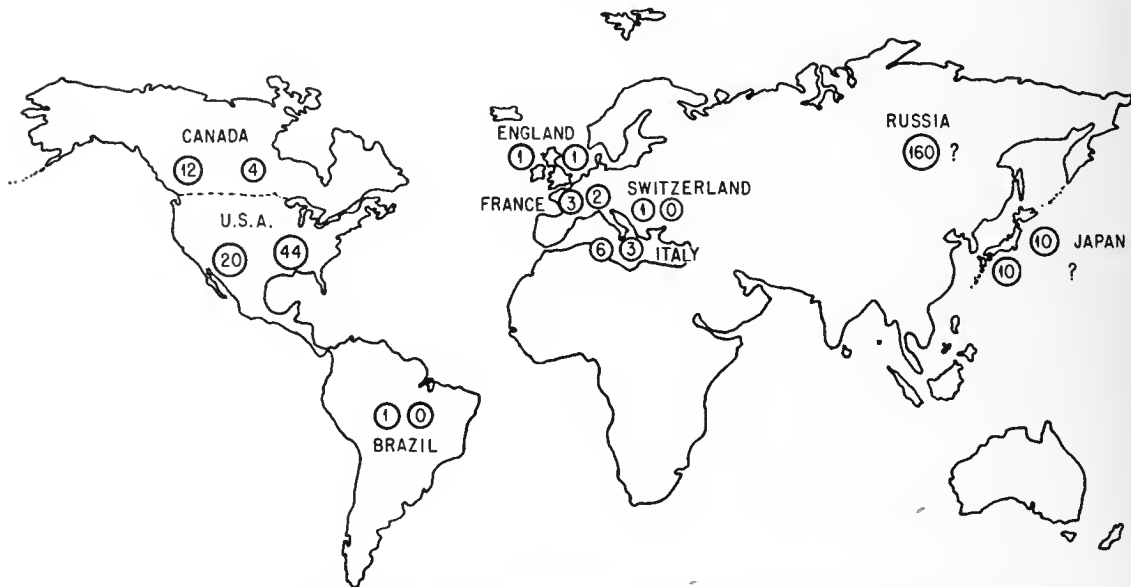 CANADA
12 4
U.S.A.
20 44
BRAZIL
1 0
ENGLAND
1 1
FRANCE
3 2
SWITZERLAND
1 0
ITALY
6 3
RUSSIA
160 ?
JAPAN
10 10
?